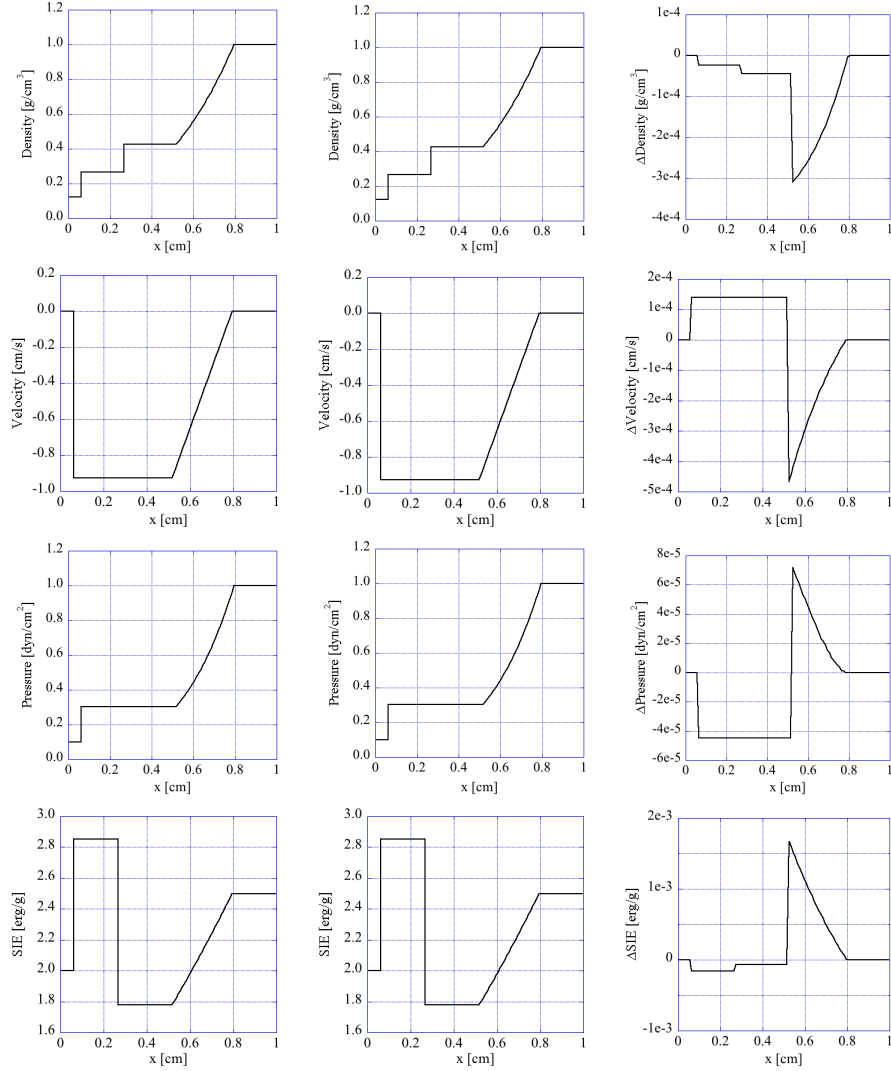 1.2
1.0
0.8
0.6
0.4
0.2
0.0
Density [g/cm³]
0 0.2 0.4 0.6 0.8 1
x [cm]
1.2
1.0
0.8
0.6
0.4
0.2
0.0
Density [g/cm³]
0 0.2 0.4 0.6 0.8 1
x [cm]
1e-4
0
-1e-4
-2e-4
-3e-4
-4e-4
ΔDensity [g/cm³]
0 0.2 0.4 0.6 0.8 1
x [cm]
0.2
0.0
-0.2
-0.4
-0.6
-0.8
-1.0
Velocity [cm/s]
0 0.2 0.4 0.6 0.8 1
x [cm]
0.2
0.0
-0.2
-0.4
-0.6
-0.8
-1.0
Velocity [cm/s]
0 0.2 0.4 0.6 0.8 1
x [cm]
2e-4
1e-4
0
-1e-4
-2e-4
-3e-4
-4e-4
-5e-4
ΔVelocity [cm/s]
0 0.2 0.4 0.6 0.8 1
x [cm]
1.2
1.0
0.8
0.6
0.4
0.2
0.0
Pressure [dyn/cm²]
0 0.2 0.4 0.6 0.8 1
x [cm]
1.2
1.0
0.8
0.6
0.4
0.2
0.0
Pressure [dyn/cm²]
0 0.2 0.4 0.6 0.8 1
x [cm]
8e-5
6e-5
4e-5
2e-5
0
-2e-5
-4e-5
-6e-5
ΔPressure [dyn/cm²]
0 0.2 0.4 0.6 0.8 1
x [cm]
3.0
2.8
2.6
2.4
2.2
2.0
1.8
1.6
SIE [erg/g]
0 0.2 0.4 0.6 0.8 1
x [cm]
3.0
2.8
2.6
2.4
2.2
2.0
1.8
1.6
SIE [erg/g]
0 0.2 0.4 0.6 0.8 1
x [cm]
2e-3
1e-3
0
-1e-3
ΔSIE [erg/g]
0 0.2 0.4 0.6 0.8 1
x [cm]